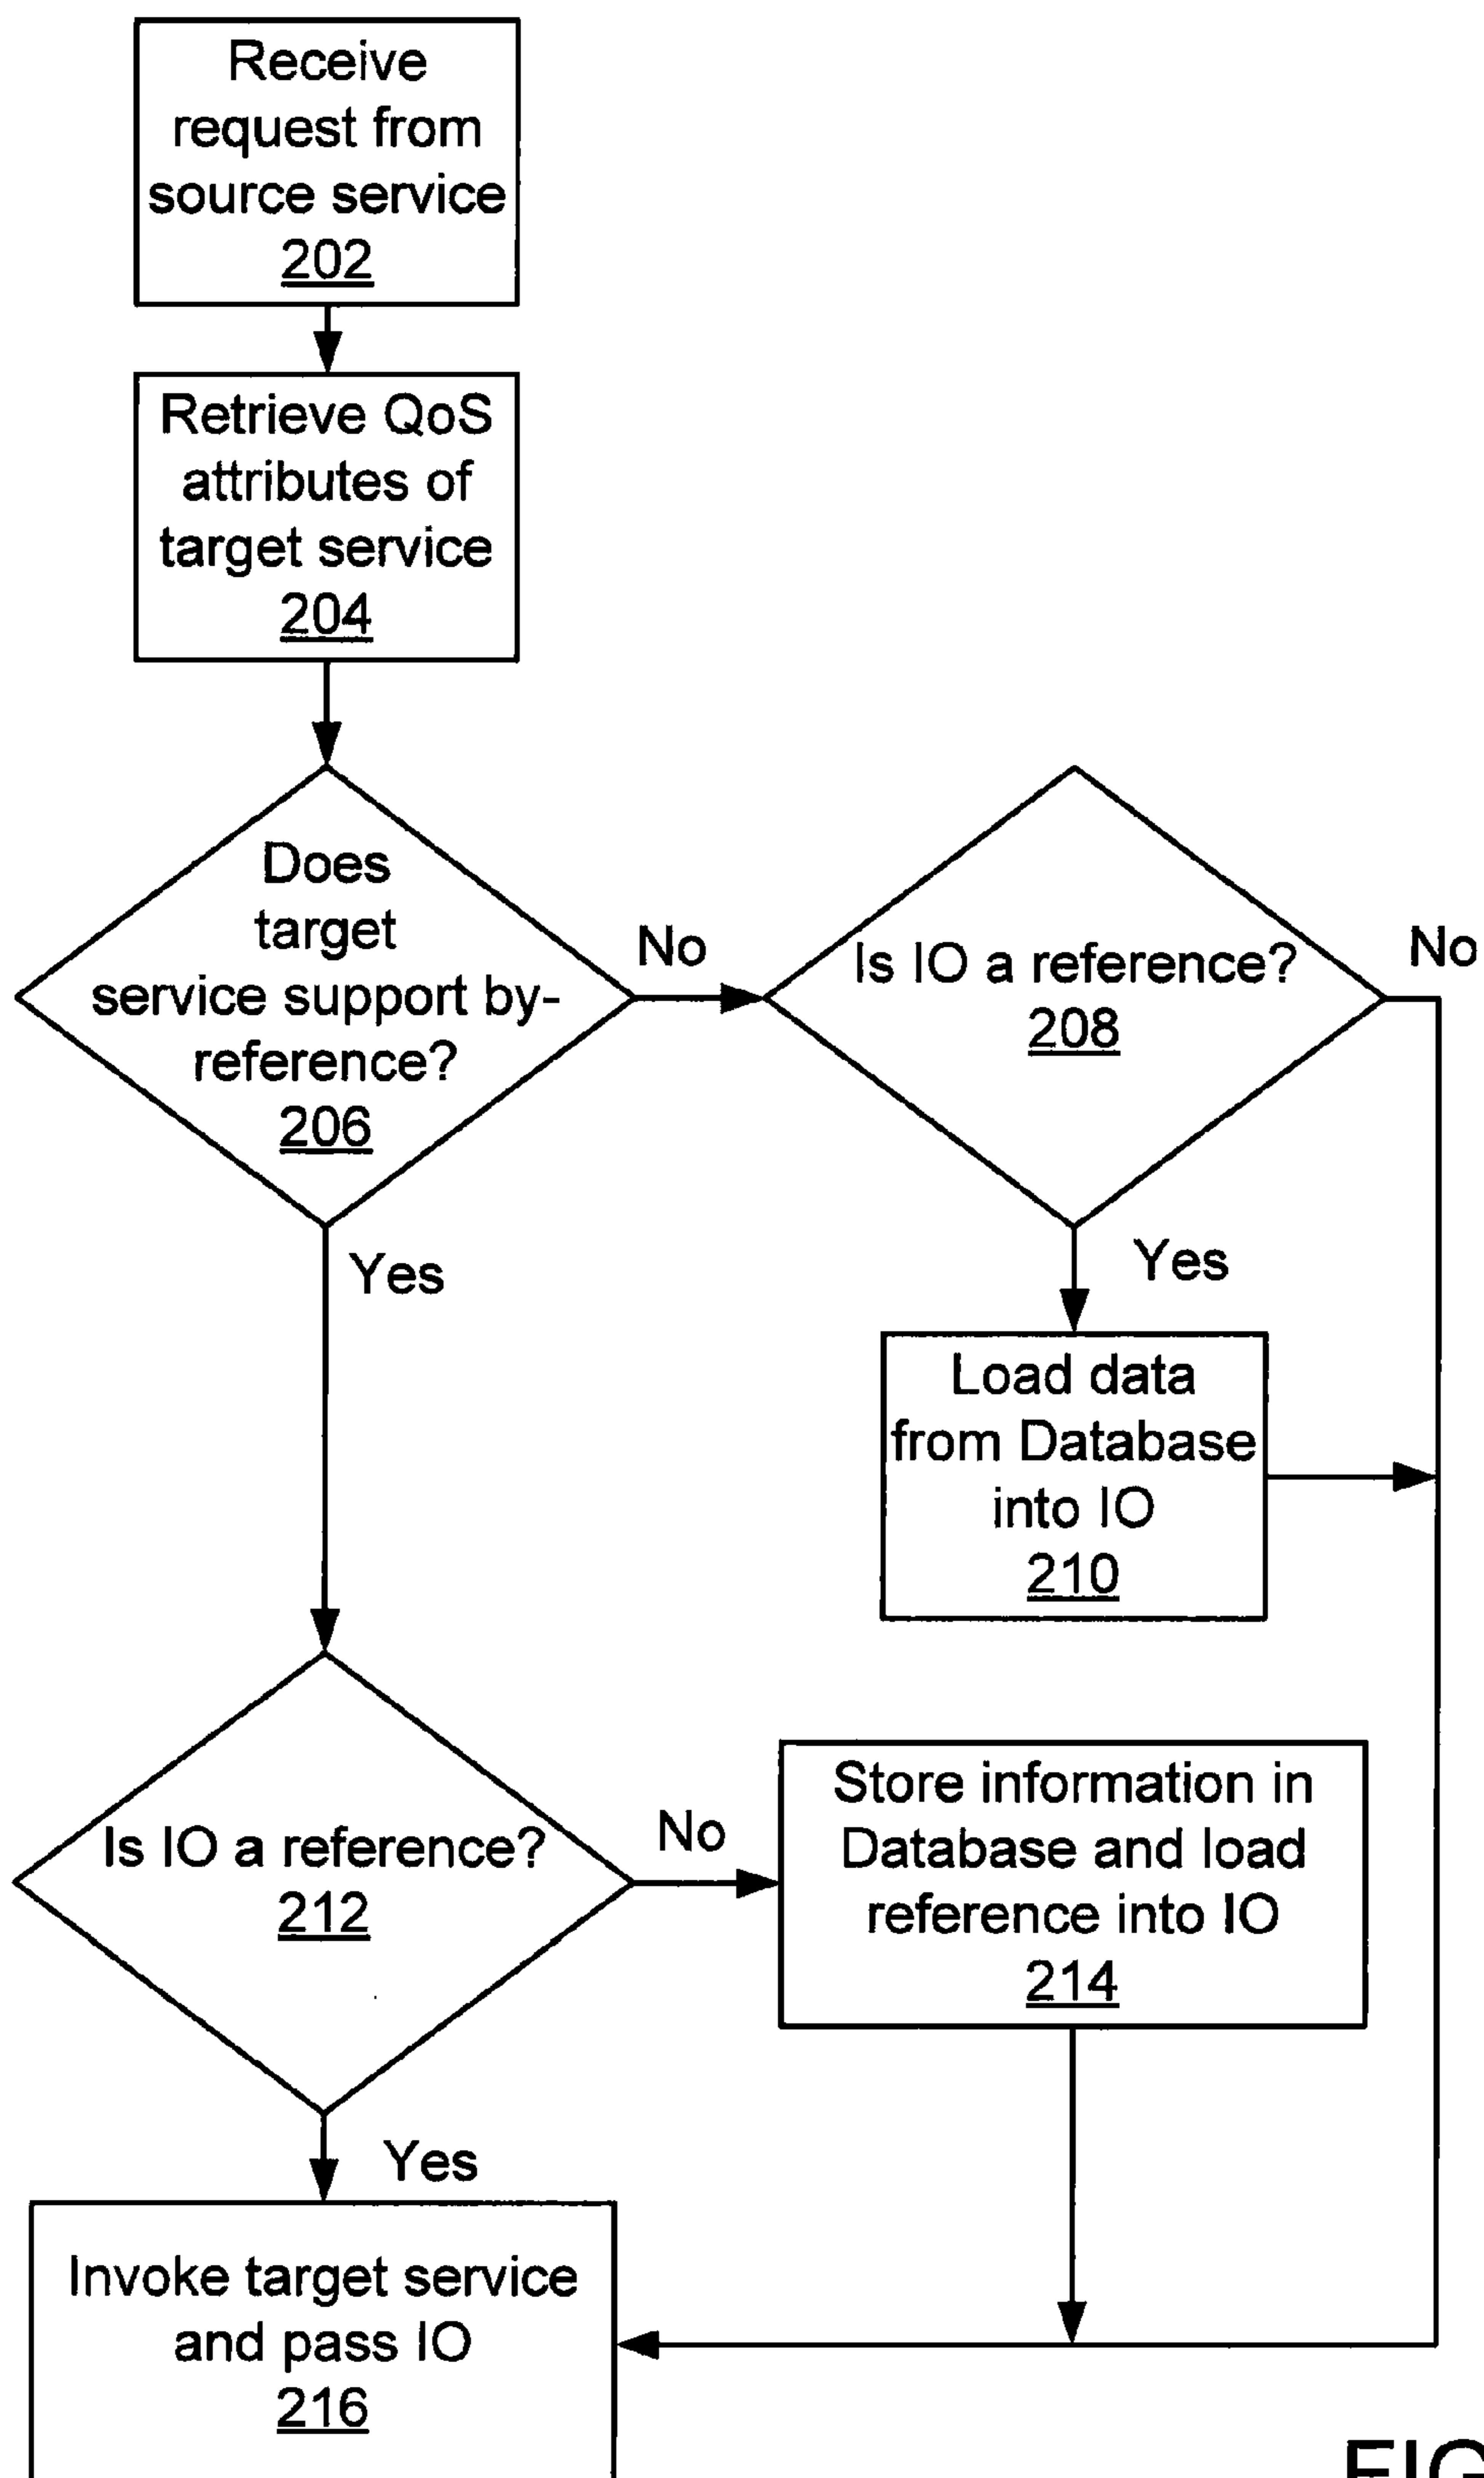 Receive
request from
source service
202
Retrieve QoS
attributes of
target service
204
Does
target
service support by-
reference?
206
No
Is IO a reference?
208
No
Yes
Yes
Load data
from Database
into IO
210
Is IO a reference?
212
No
Store information in
Database and load
reference into IO
214
Yes
Invoke target service
and pass IO
216